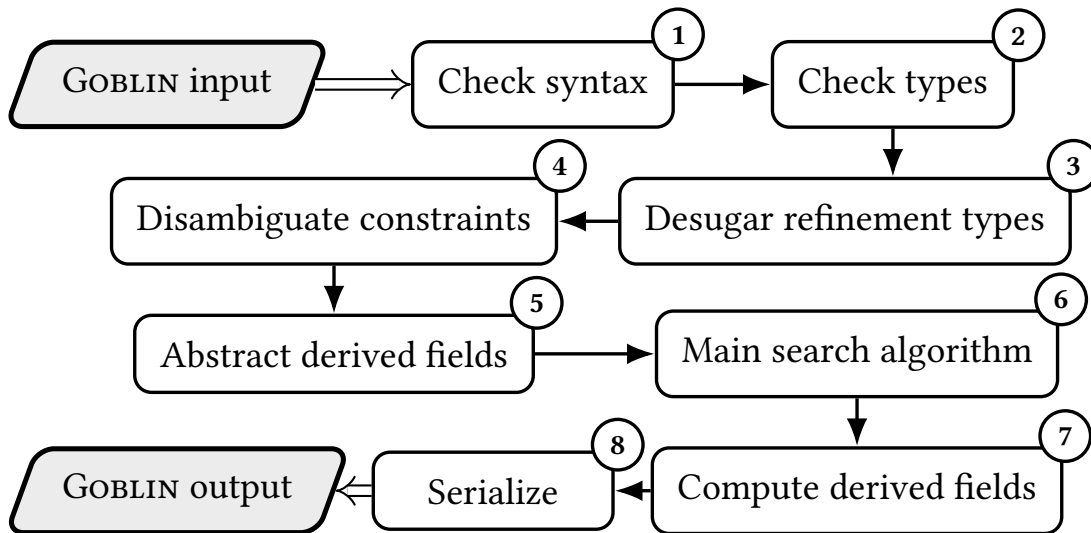 1
2
GOBLIN input
Check syntax
Check types
4
3
Disambiguate constraints
Desugar refinement types
5
6
Abstract derived fields
Main search algorithm
8
7
GOBLIN output
Serialize
Compute derived fields